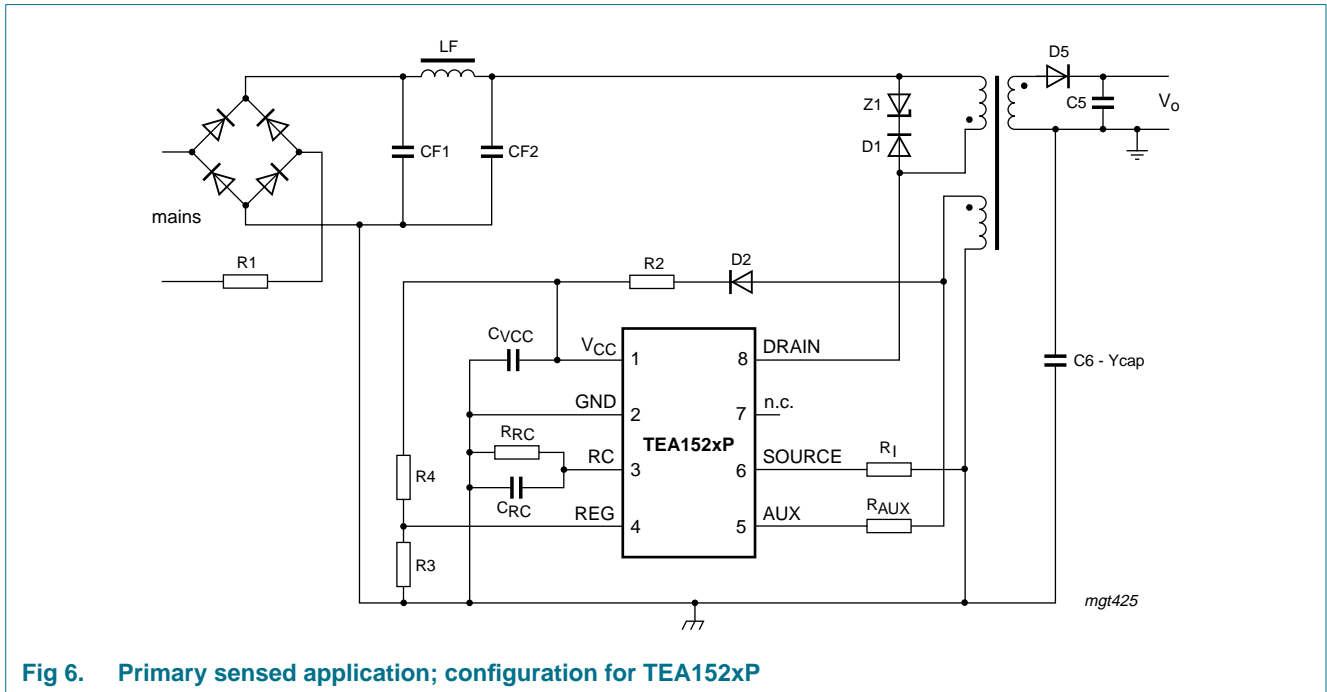 LF
D5
Z1
C5
Vo
CF1
CF2
D1
mains
R1
R2
D2
CVCC
VCC
1
8
DRAIN
C6 - Ycap
GND
2
7
n.c.
TEA152xP
RRC
RC
3
6
SOURCE
RI
R4
CRC
REG
4
5
AUX
RAUX
R3
mgt425
Fig 6. Primary sensed application; configuration for TEA152xP